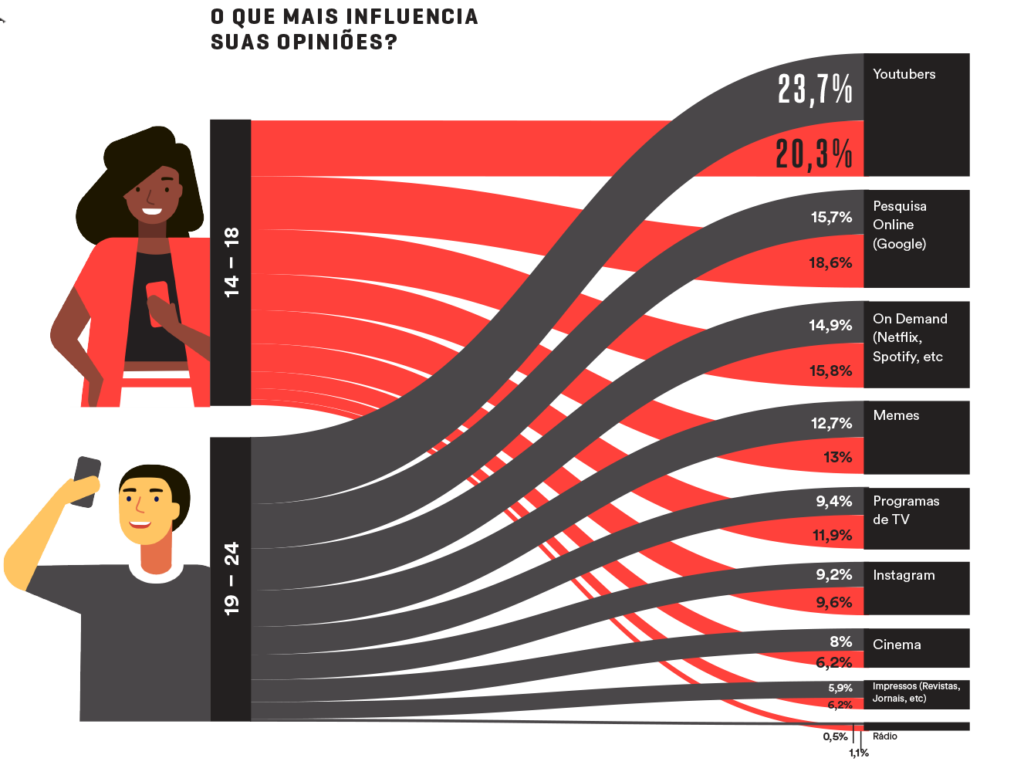 O QUE MAIS INFLUENCIA
SUAS OPINIÕES?
14 – 18
19 – 24
23,7%
20,3%
Youtubers
15,7%
18,6%
Pesquisa
Online
(Google)
14,9%
15,8%
On Demand
(Netflix,
Spotify, etc
12,7%
13%
Memes
9,4%
11,9%
Programas
de TV
9,2%
9,6%
Instagram
8%
6,2%
Cinema
5,9%
6,2%
Impressos (Revistas,
Jornais, etc)
0,5%
1,1%
Rádio